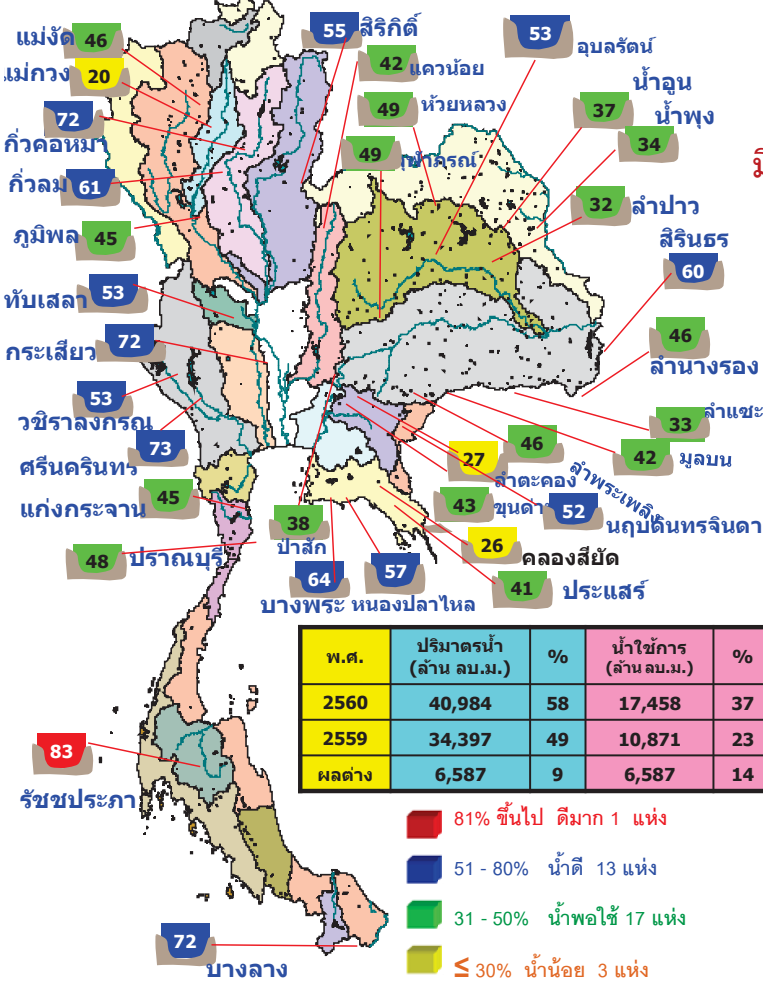 แม่งัด 46
20
72
กิ่วคอหมา
กิ่วลม 61
ภูมิพล 45
ทับเสลา 53
กระเสียว 72
53
วชิราลงกรณ
73
ศรีนครินทร์
แก่งกระจาน 45
48 ปราณบุรี
55 สิริกิติ์
42 แควน้อย
49 ห้วยหลวง
49
53 อุบลรัตน์
น้ำอูน
37 น้ำพุง
34
32 ลำปาว
สิรินธร
60
46
ลำนางรอง
33 ลำแซะ
42 มูลบน
46
27
ลำตะคอง
ลำพระเพลิง
43
52 นฤบดินทรจินดา
26 คลองสียัด
41 ประแสร์
38
ป่าสัก
64
บางพระ
57
หนองปลาไหล
พ.ศ. ปริมาตรน้ำ (ล้าน ลบ.ม.) % น้ำใช้การ (ล้าน ลบ.ม.) %
2560 40,984 58 17,458 37
2559 34,397 49 10,871 23
ผลต่าง 6,587 9 6,587 14
83
รัชชประภา
81% ขึ้นไป ดีมาก 1 แห่ง
51 - 80% น้ำดี 13 แห่ง
31 - 50% น้ำพอใช้ 17 แห่ง
≤ 30% น้ำน้อย 3 แห่ง
72
บางลาง